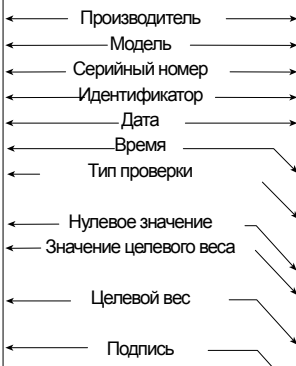 Производитель
Модель
Серийный номер
Идентификатор
Дата
Время
Тип проверки
Нулевое значение
Значение целевого веса
Целевой вес
Подпись